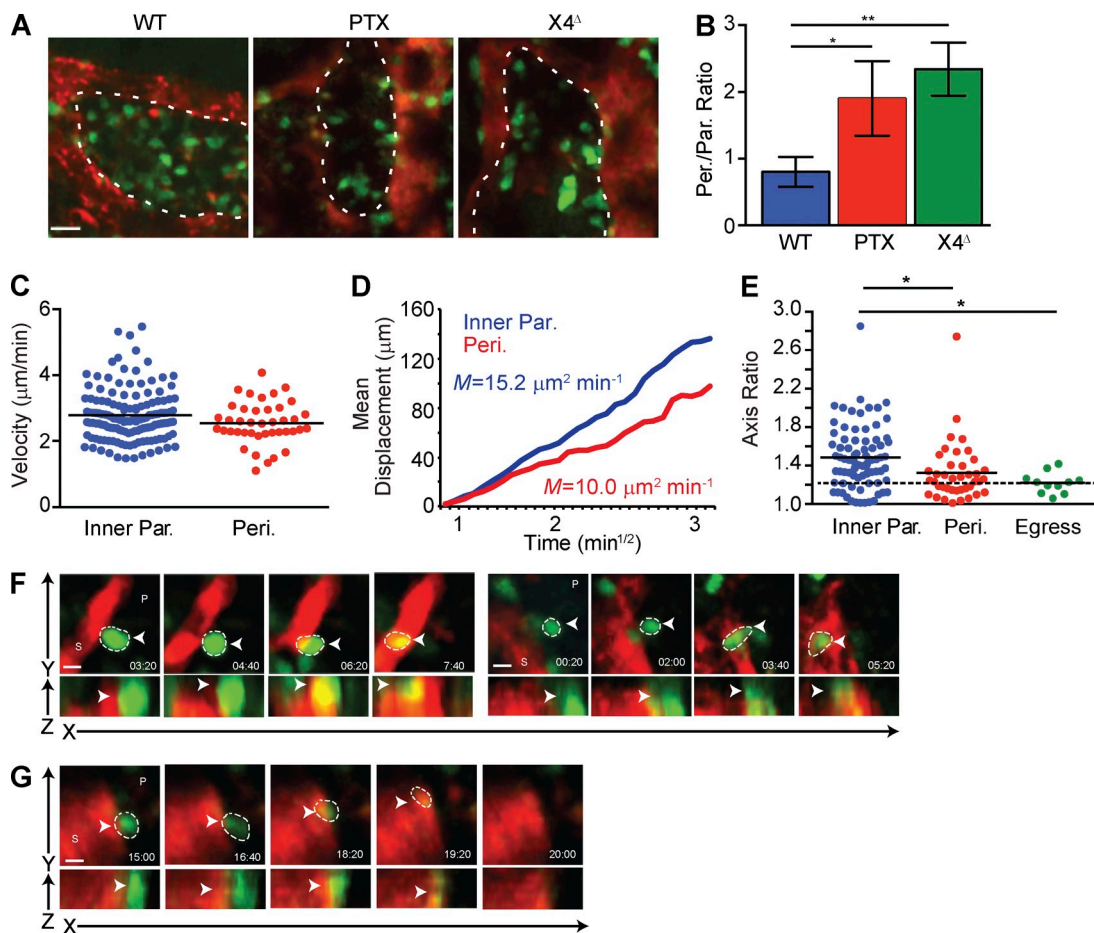 A
WT
PTX
X4Δ
B
Per./Par. Ratio
3
2
1
0
*
**
WT
PTX
X4Δ
C
Velocity (μm/min)
6
4
2
0
Inner Par.
Peri.
D
Mean
Displacement (μm)
160
120
80
40
0
Inner Par.
Peri.
M=15.2 μm² min⁻¹
M=10.0 μm² min⁻¹
1
2
3
Time (min¹/²)
E
Axis Ratio
3.0
2.6
2.2
1.8
1.4
1.0
*
*
Inner Par.
Peri.
Egress
F
Y
Z
X
P
S
03:20
04:40
06:20
7:40
P
S
00:20
02:00
03:40
05:20
G
Y
Z
X
P
S
15:00
16:40
18:20
19:20
20:00